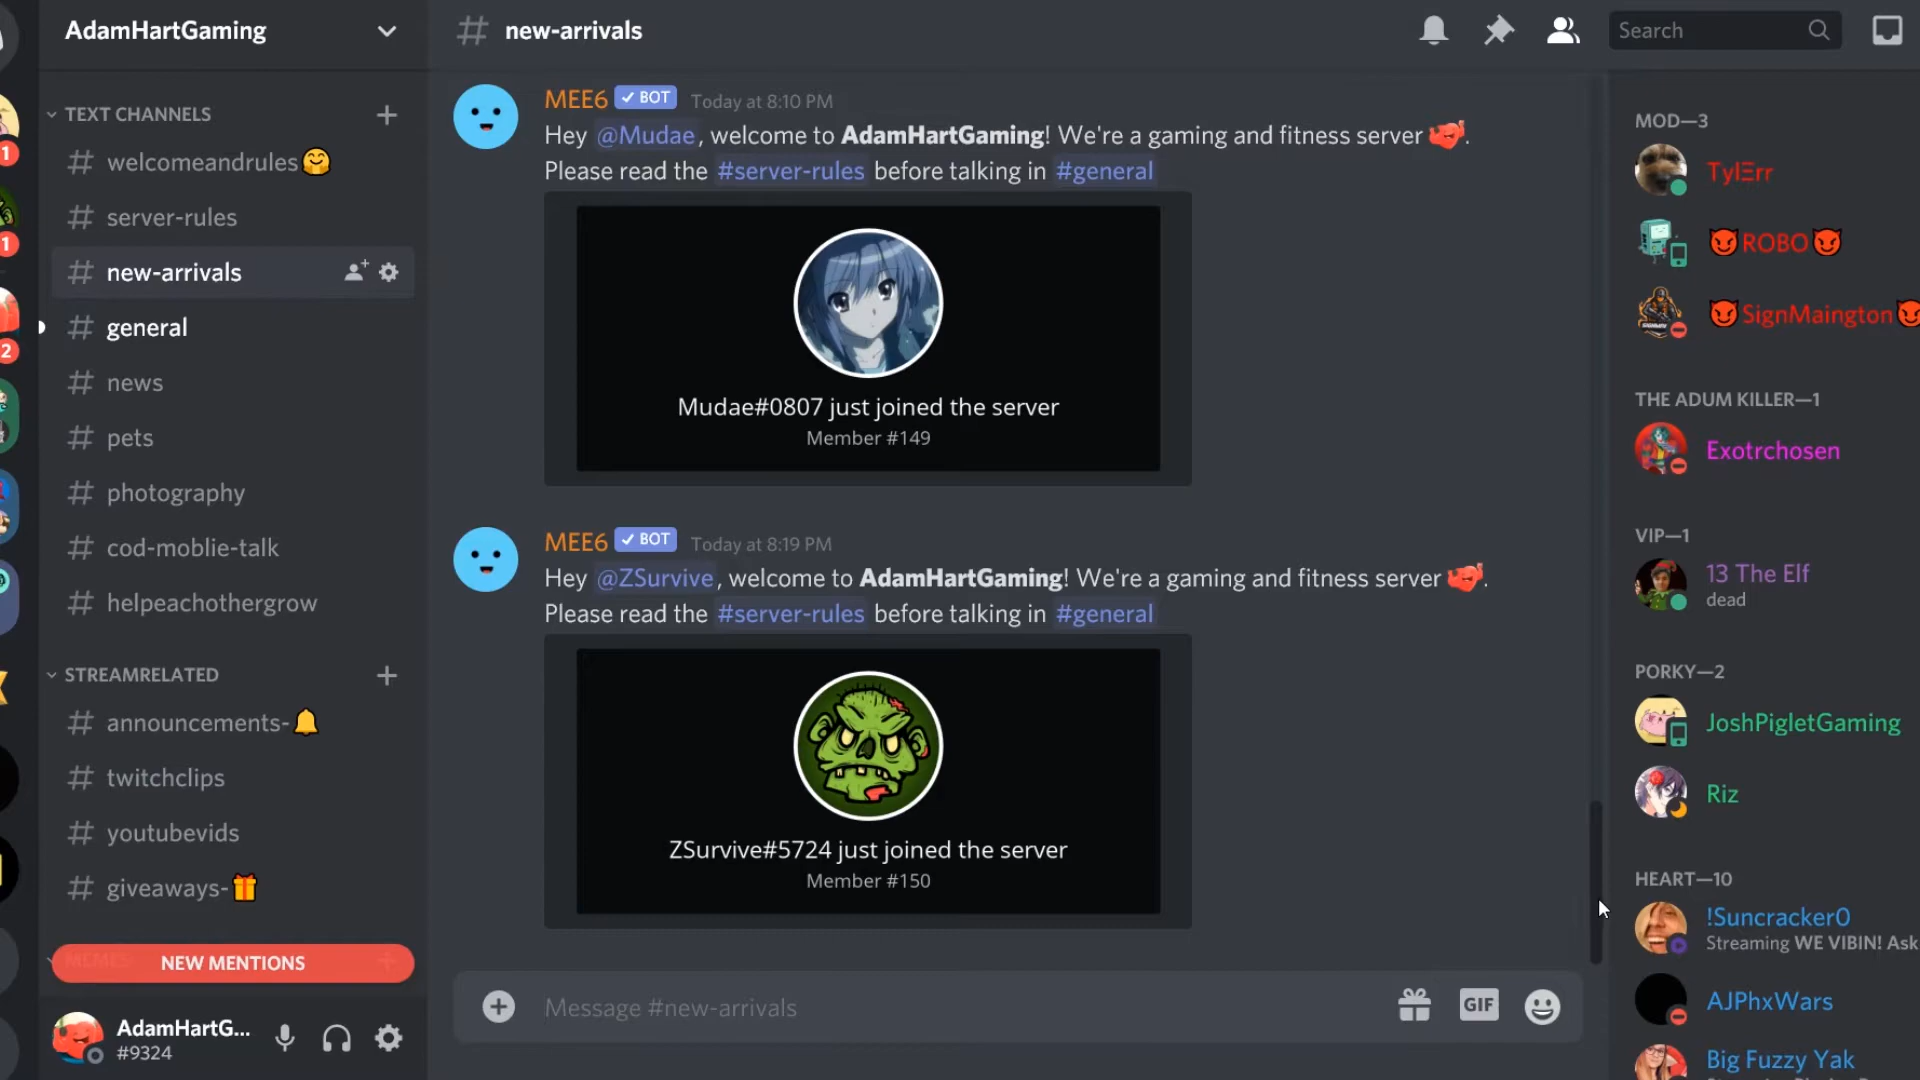 AdamHartGaming
TEXT CHANNELS
welcomeandrules🤗
server-rules
new-arrivals
general
news
pets
photography
cod-moblie-talk
helpeachothergrow
STREAMRELATED
announcements-🔔
twitchclips
youtubevids
giveaways-🎁
NEW MENTIONS
AdamHartG...
#9324
1
1
2
# new-arrivals
Search
MEE6 ✓ BOT Today at 8:10 PM
Hey @Mudae, welcome to AdamHartGaming! We're a gaming and fitness server.
Please read the #server-rules before talking in #general
Mudae#0807 just joined the server
Member #149
MEE6 ✓ BOT Today at 8:19 PM
Hey @ZSurvive, welcome to AdamHartGaming! We're a gaming and fitness server.
Please read the #server-rules before talking in #general
ZSurvive#5724 just joined the server
Member #150
Message #new-arrivals
GIF
MOD—3
TylΞrr
😈ROBO😈
😈SignMaington😈
THE ADUM KILLER—1
Exotrchosen
VIP—1
13 The Elf
dead
PORKY—2
JoshPigletGaming
Riz
HEART—10
!Suncracker0
Streaming WE VIBIN! Ask
AJPhxWars
Big Fuzzy Yak